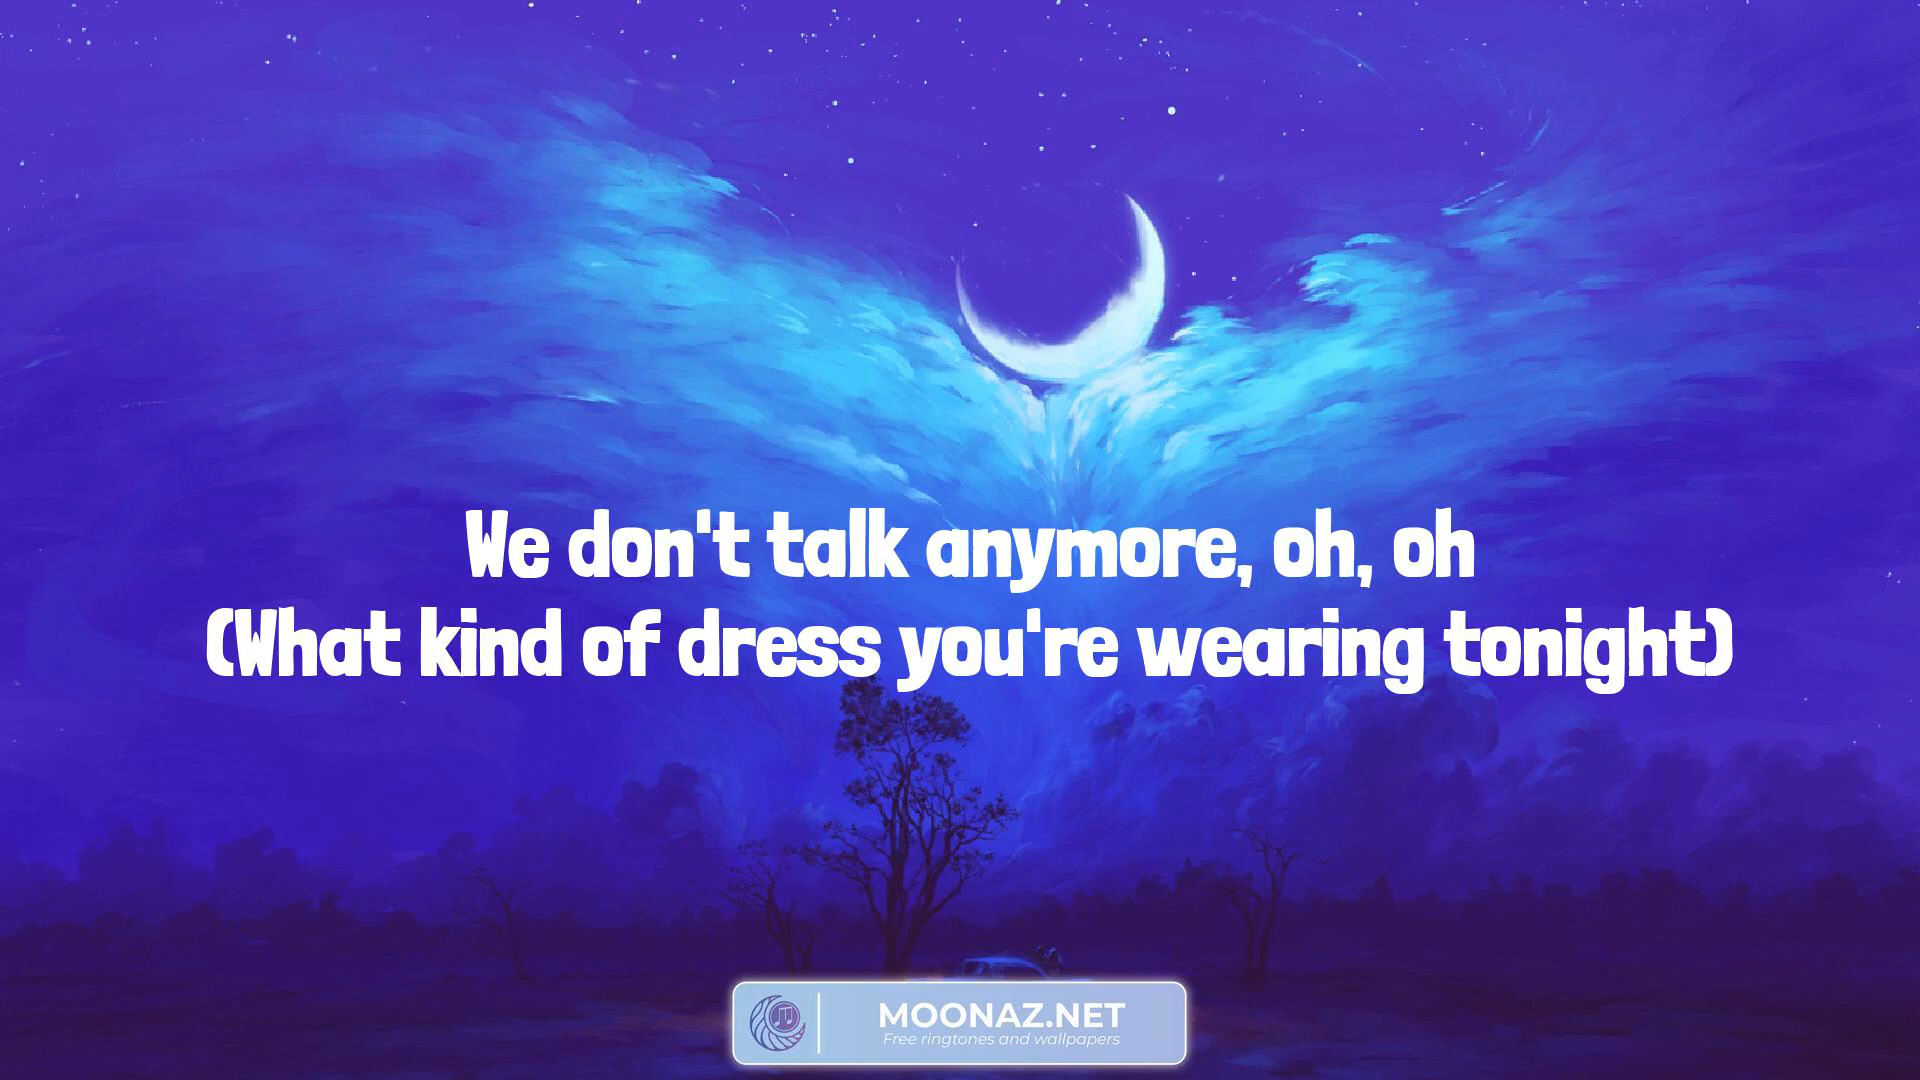 We don't talk anymore, oh, oh
(What kind of dress you're wearing tonight)
MOONAZ.NET
Free ringtones and wallpapers